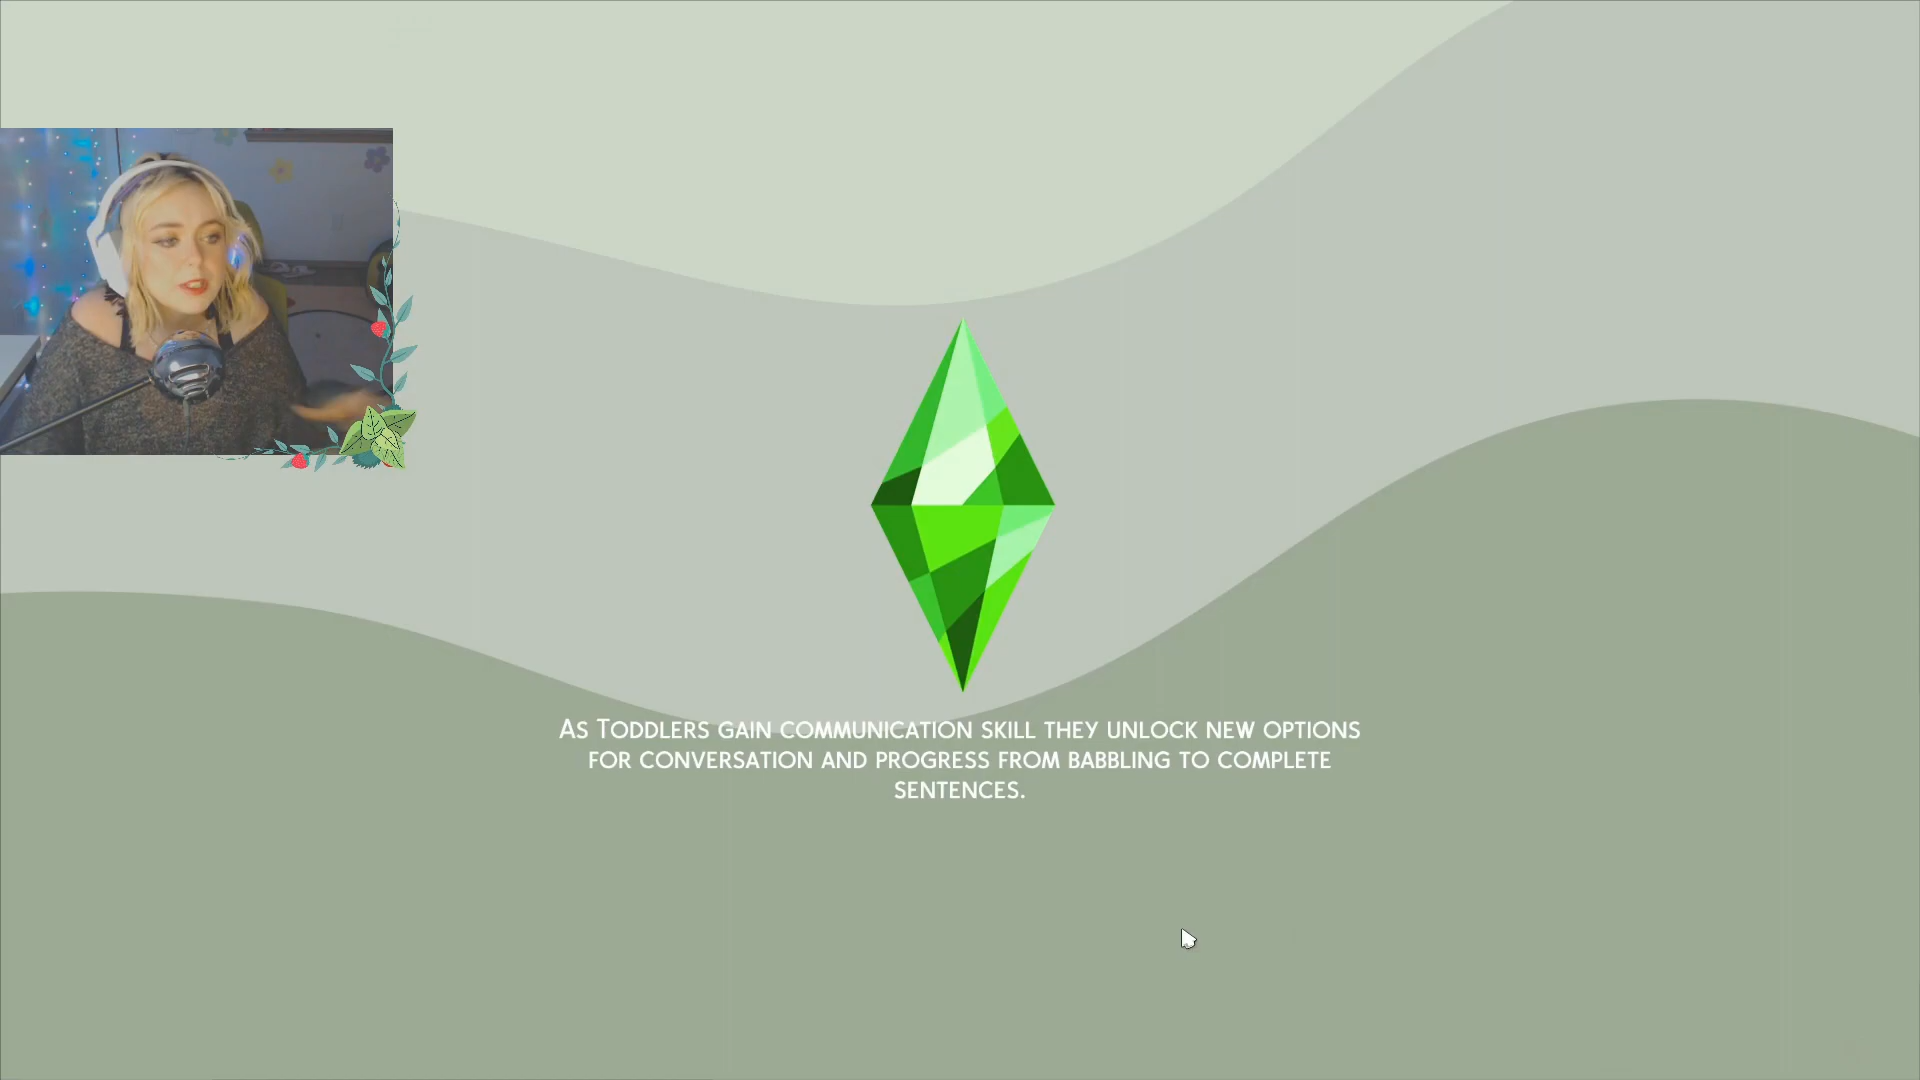 As Toddlers gain communication skill they unlock new options
for conversation and progress from babbling to complete
sentences.